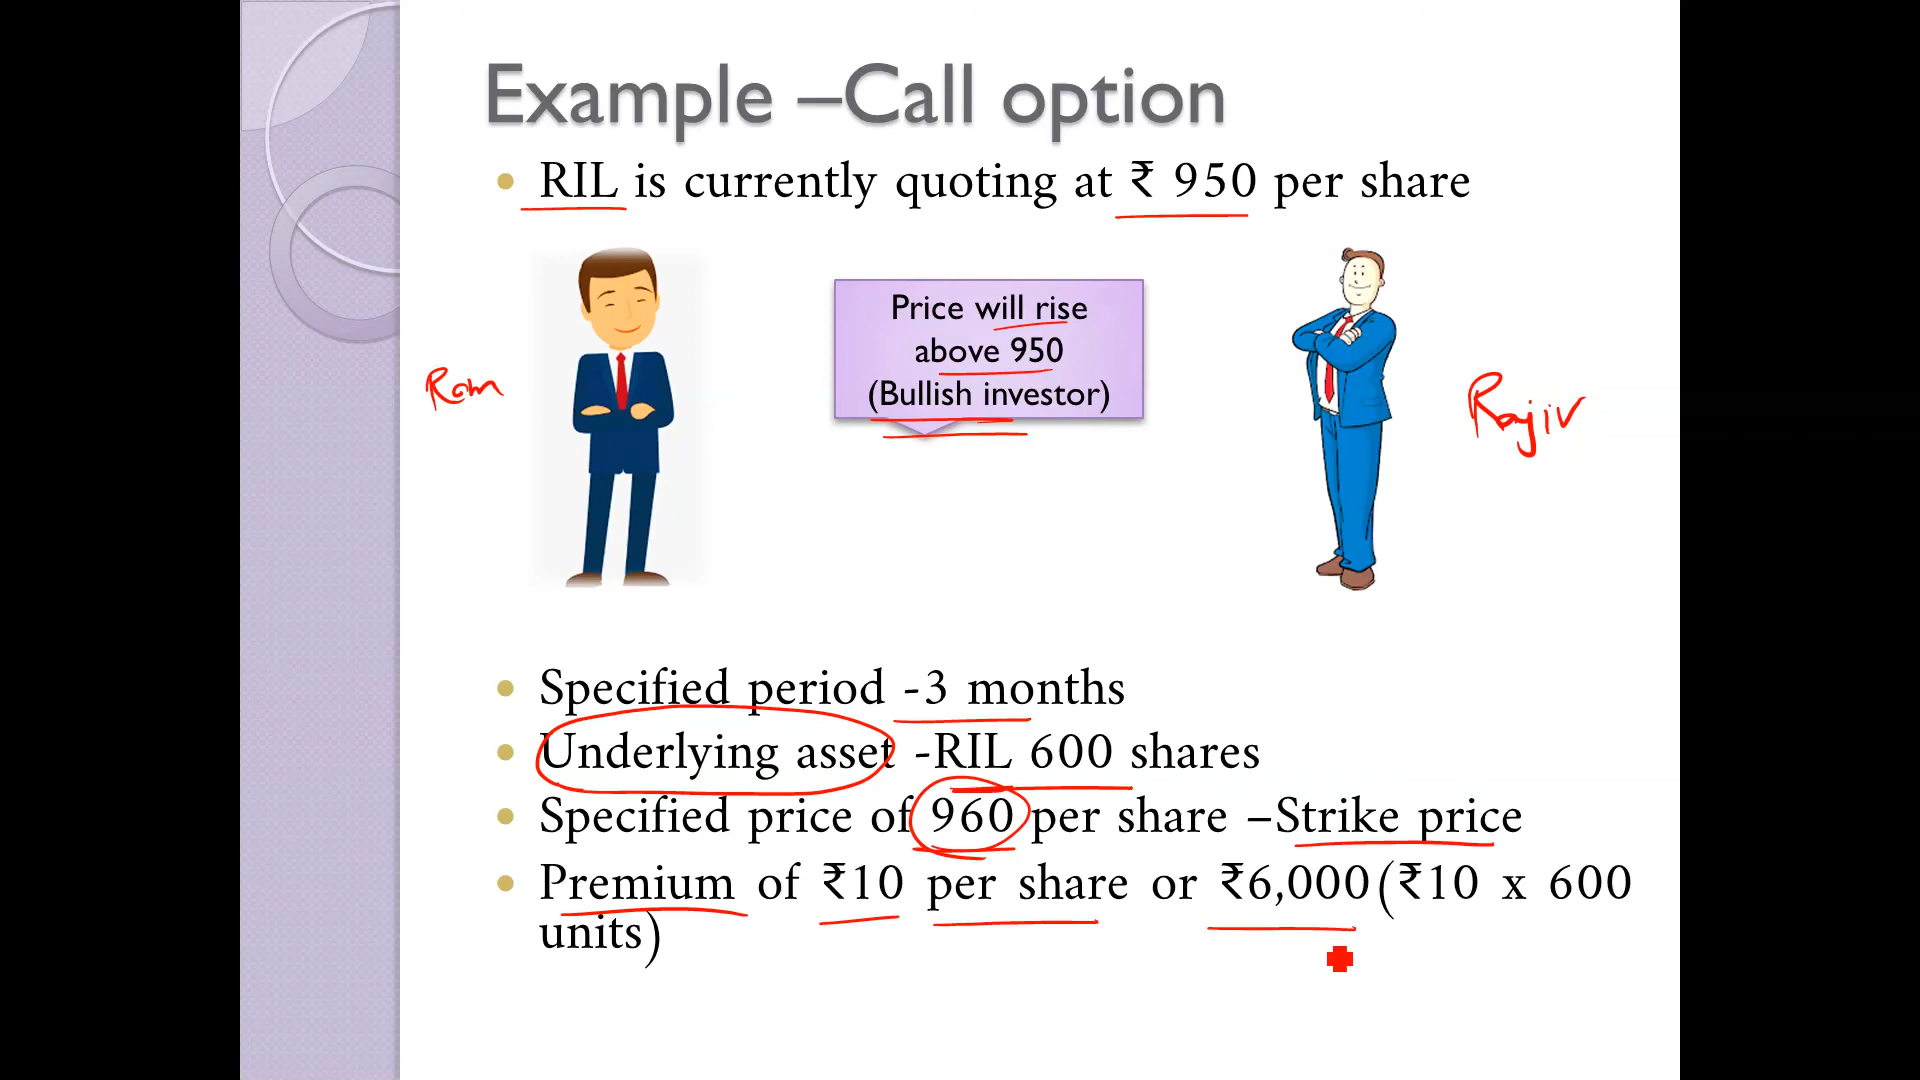 Example –Call option
RIL is currently quoting at ₹ 950 per share
Price will rise
above 950
(Bullish investor)
Ram
Rajiv
Specified period -3 months
Underlying asset -RIL 600 shares
Specified price of 960 per share –Strike price
Premium of ₹10 per share or ₹6,000(₹10 x 600
units)